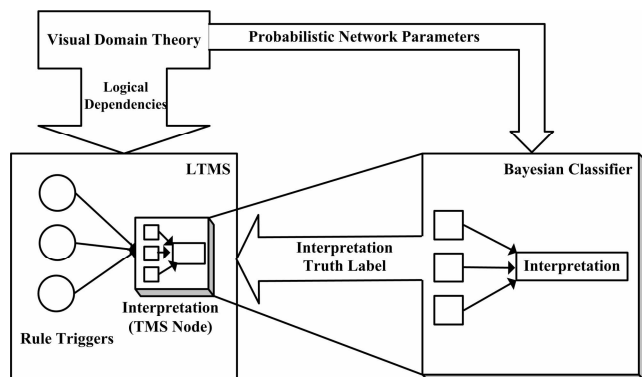 Visual Domain Theory
Probabilistic Network Parameters
Logical
Dependencies
LTMS
Bayesian Classifier
Interpretation
Truth Label
Interpretation
Interpretation
(TMS Node)
Rule Triggers